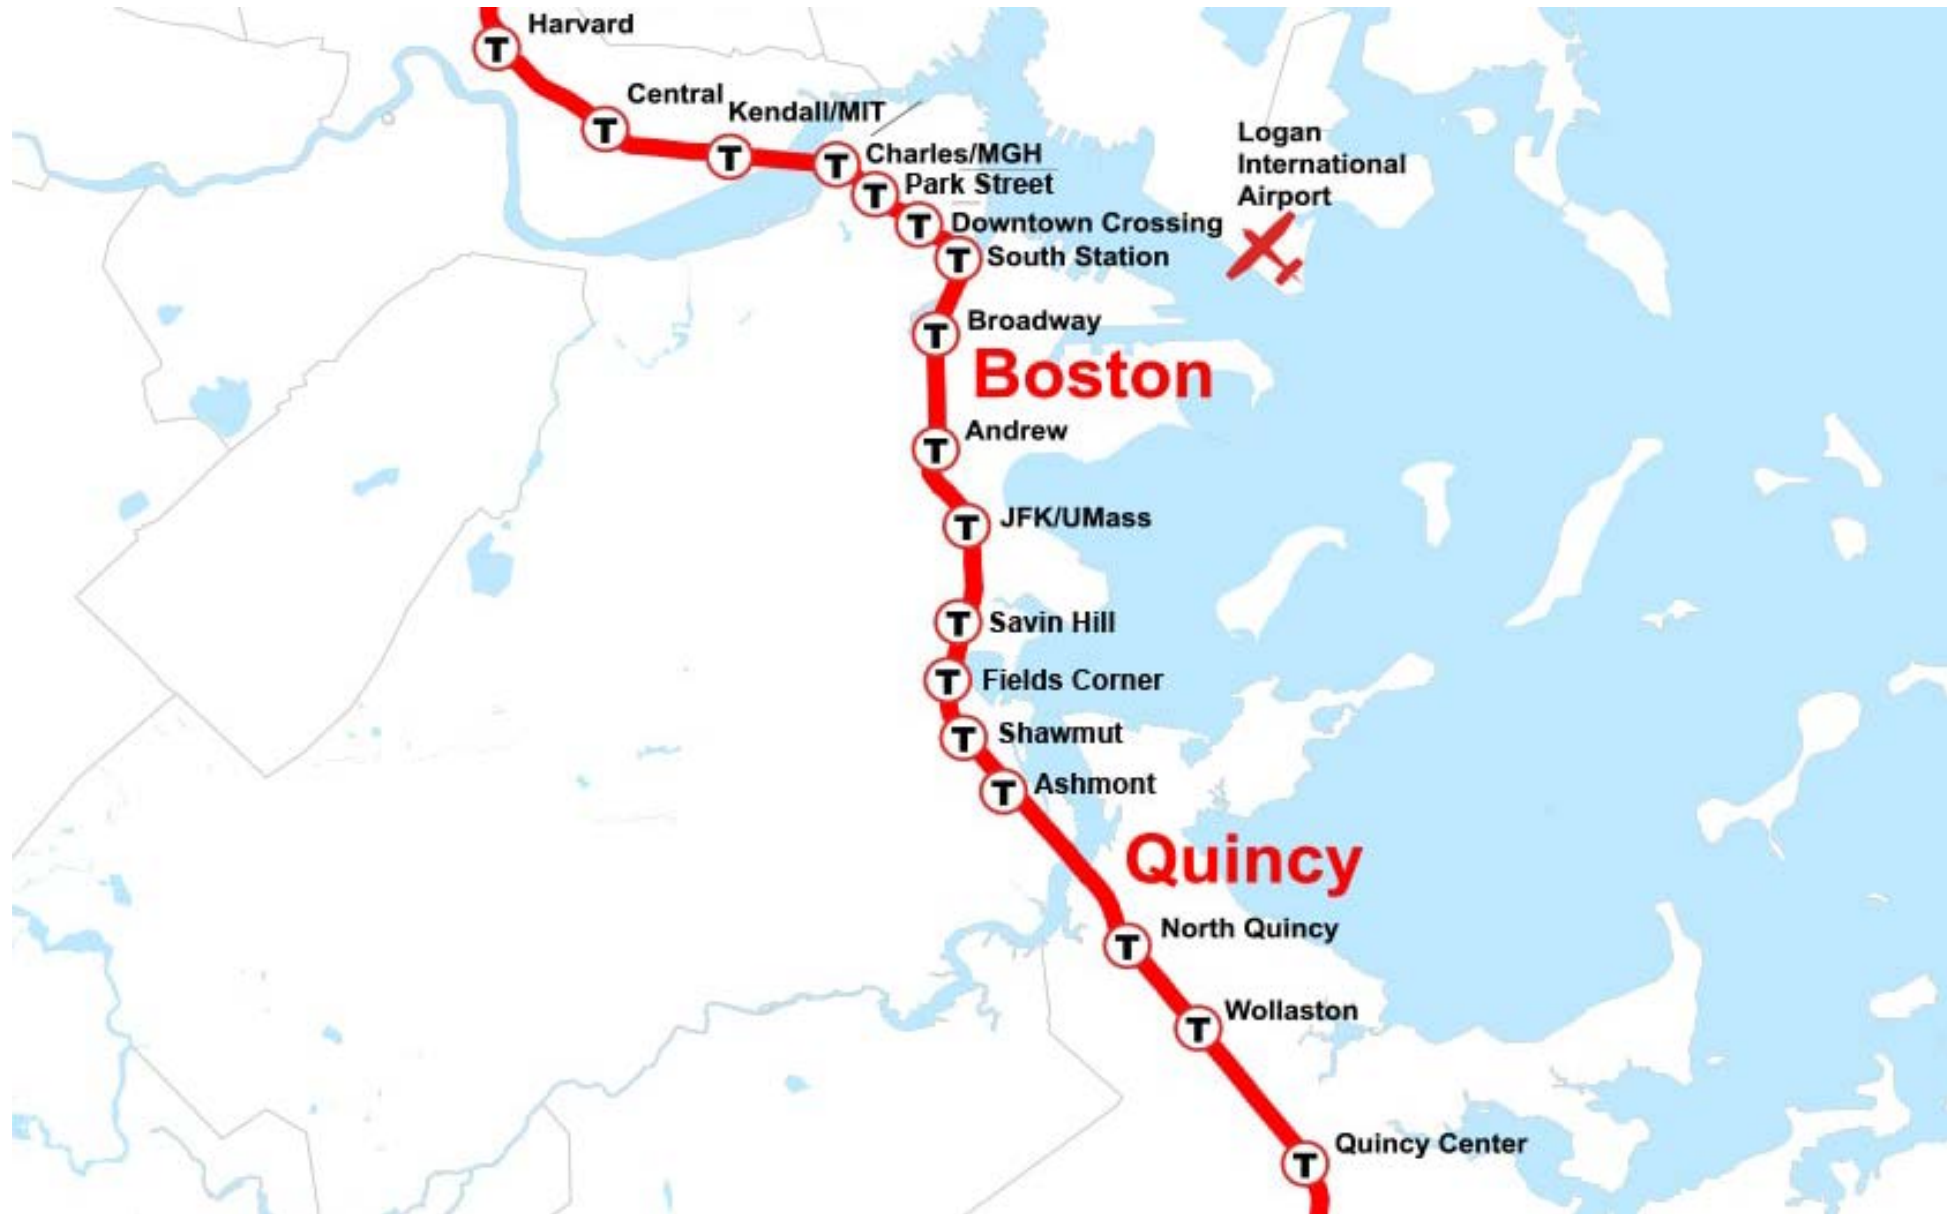 Harvard
T
Central
T
Kendall/MIT
T
Charles/MGH
T
Park Street
T
Downtown Crossing
T
South Station
T
Logan
International
Airport
Broadway
T
Boston
Andrew
T
JFK/UMass
T
Savin Hill
T
Fields Corner
T
Shawmut
T
Ashmont
T
Quincy
North Quincy
T
Wollaston
T
Quincy Center
T